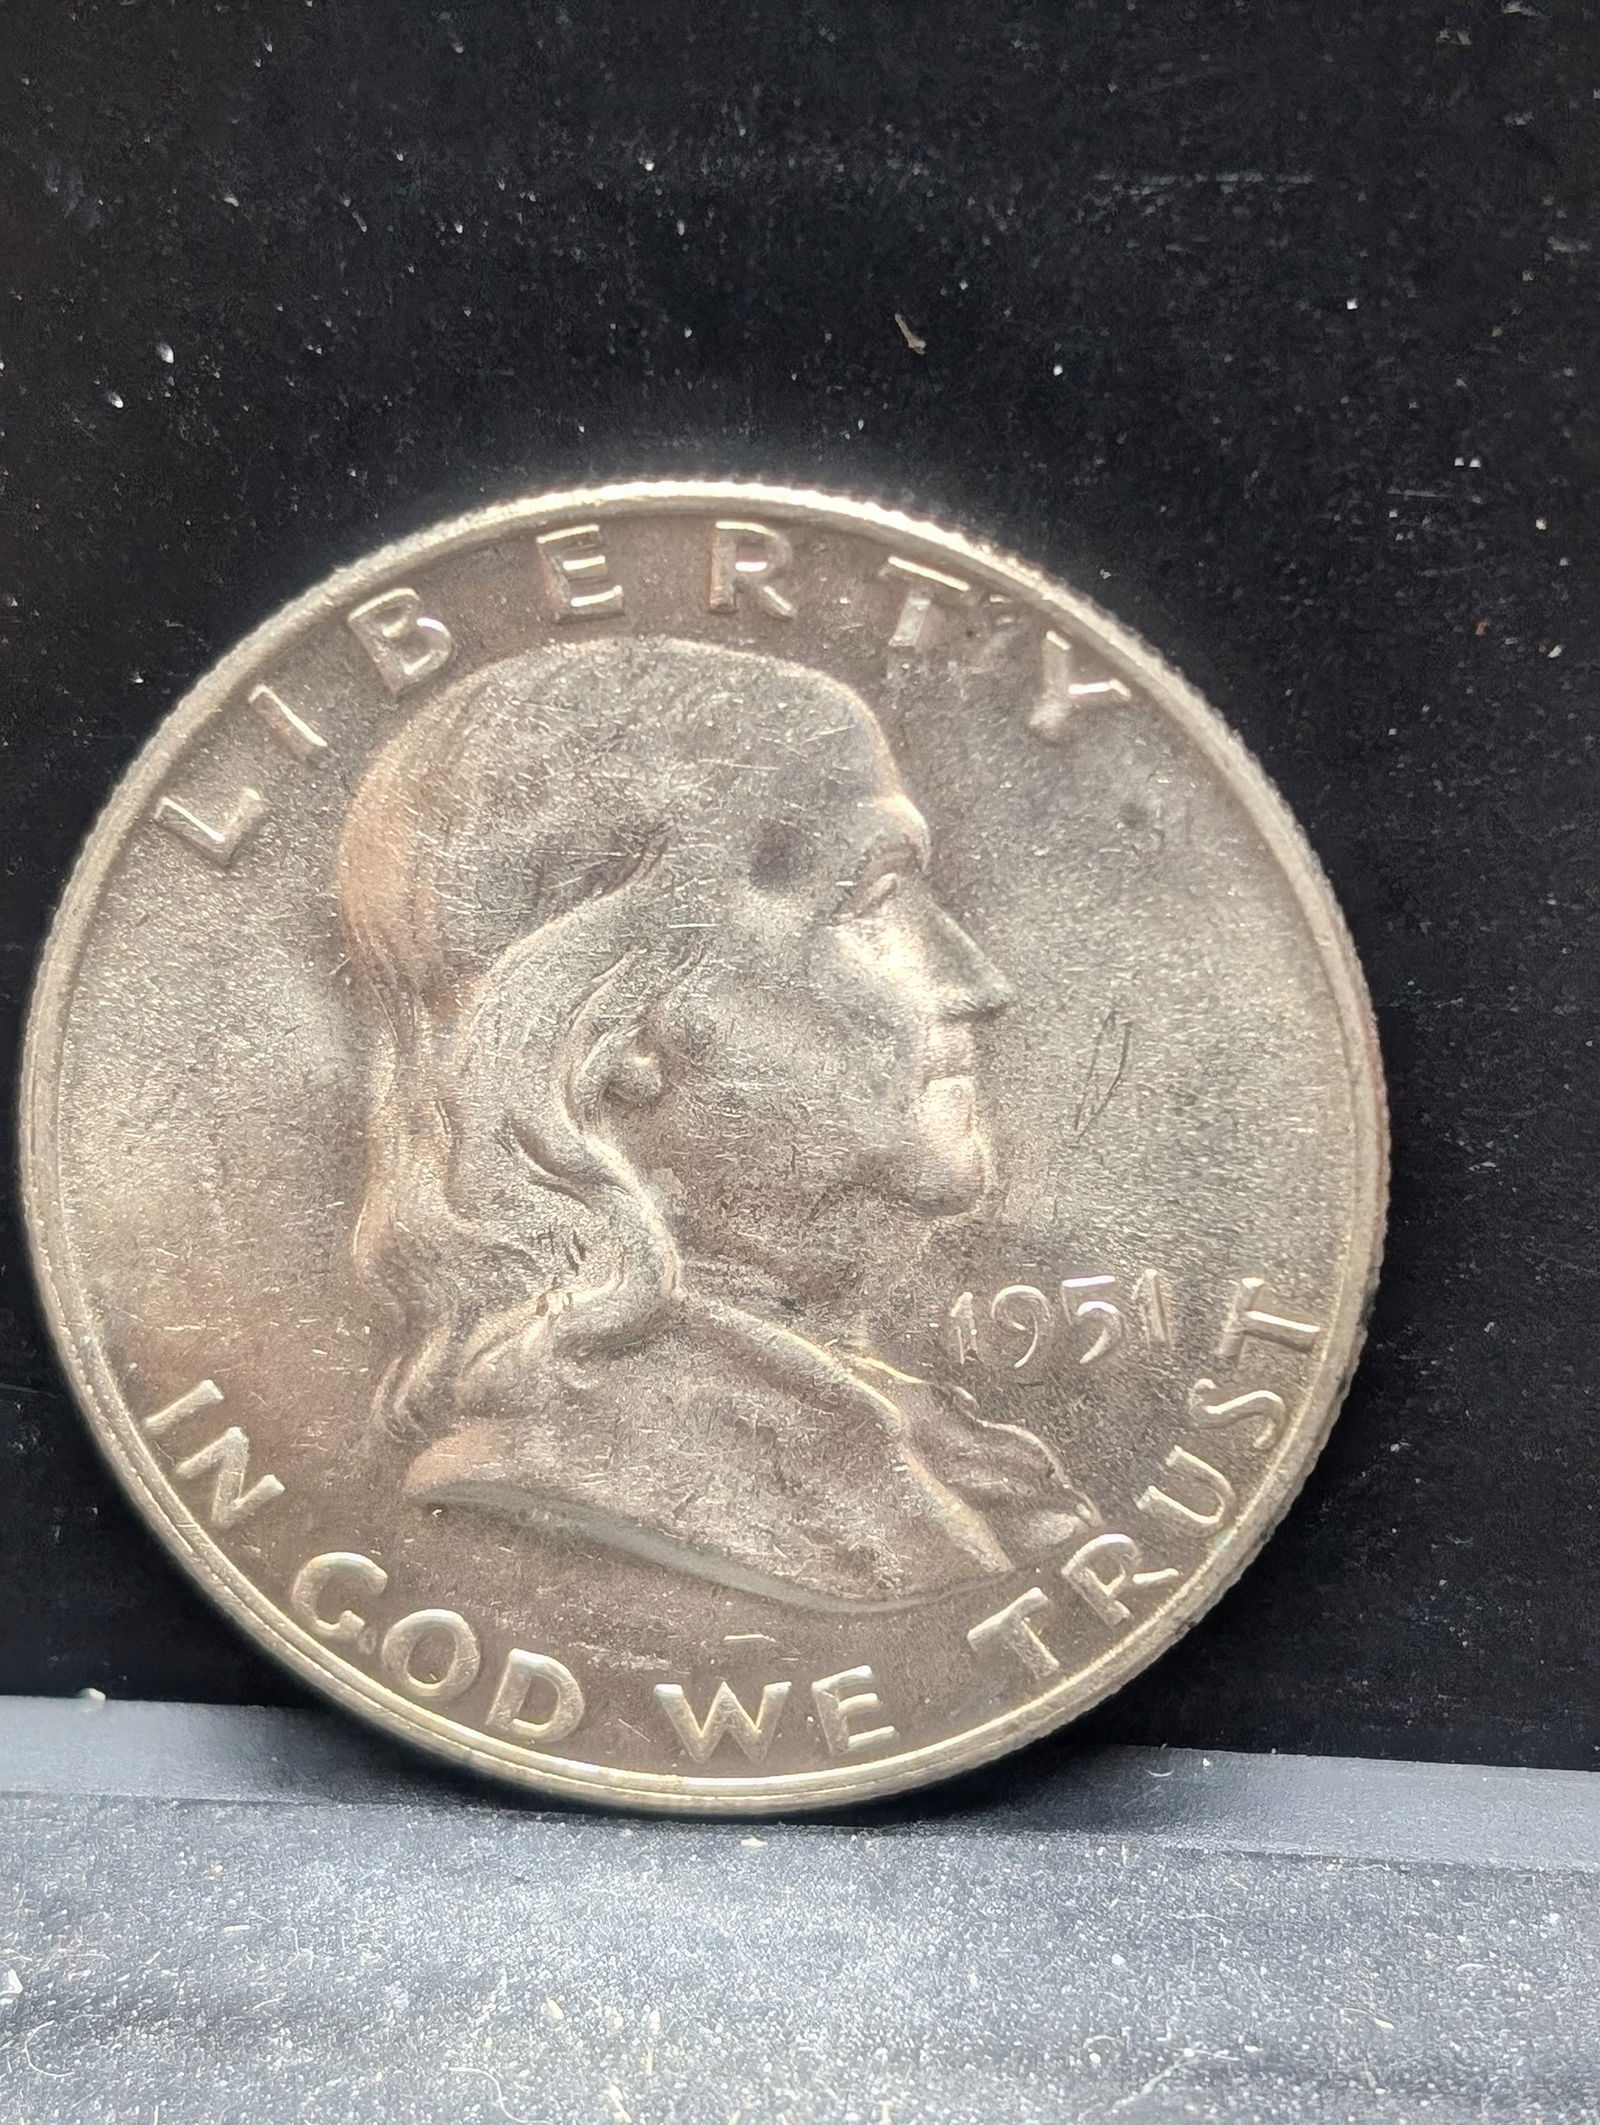 LIBERTY
1951
IN GOD WE TRUST